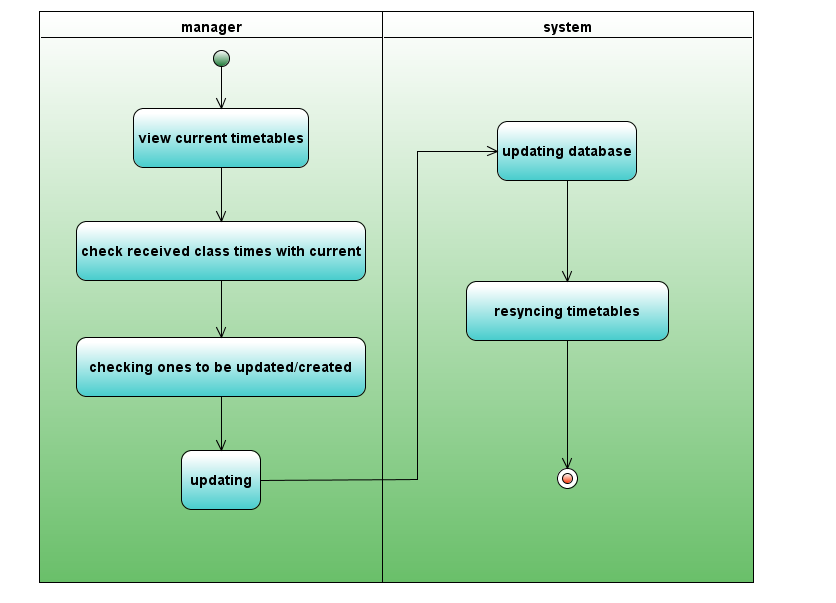 manager
system
view current timetables
check received class times with current
checking ones to be updated/created
updating
updating database
resyncing timetables